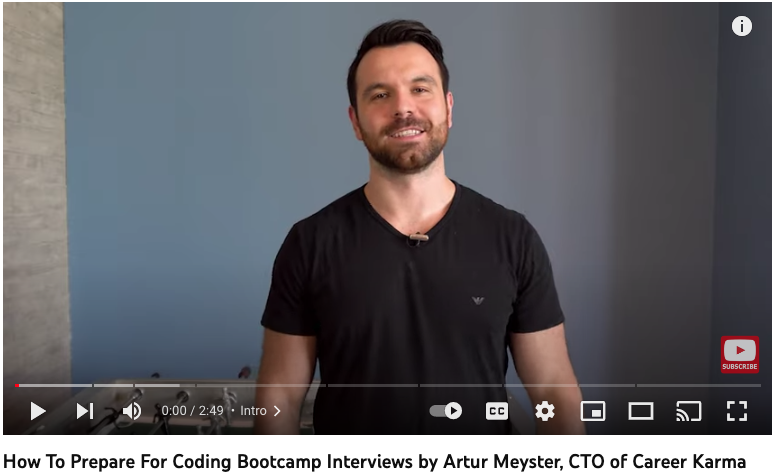 i
SUBSCRIBE
0:00 / 2:49 • Intro
CC
How To Prepare For Coding Bootcamp Interviews by Artur Meyster, CTO of Career Karma